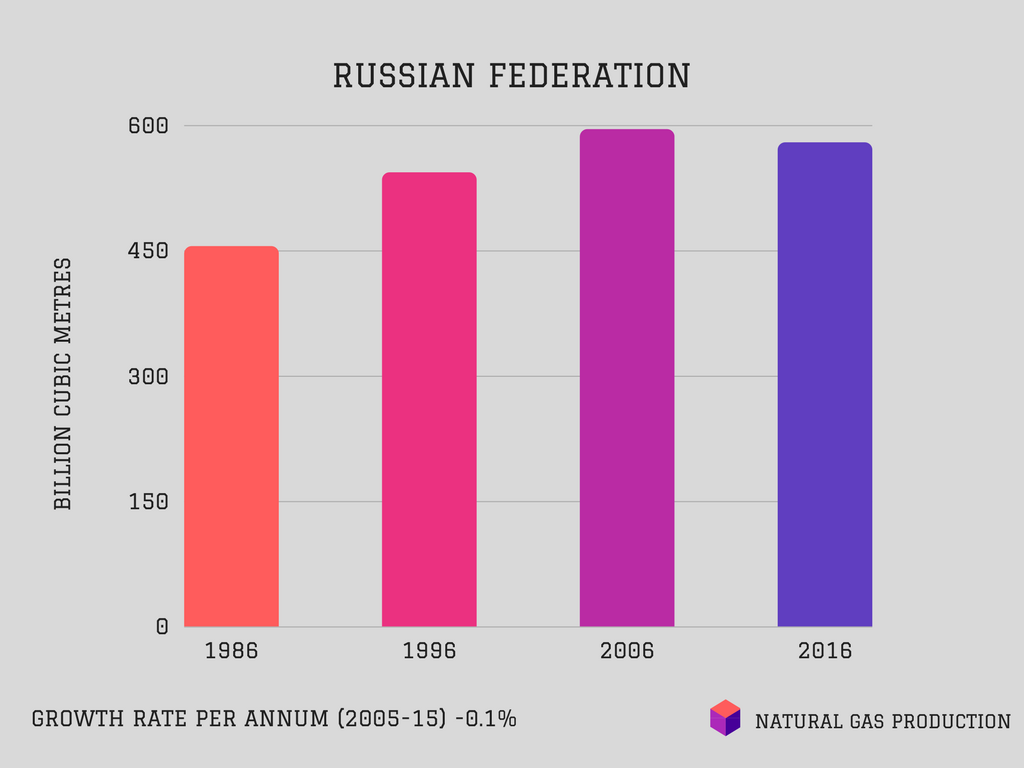 RUSSIAN FEDERATION
600
450
300
150
0
BILLION CUBIC METRES
1986 1996 2006 2016
GROWTH RATE PER ANNUM (2005-15) -0.1%
NATURAL GAS PRODUCTION